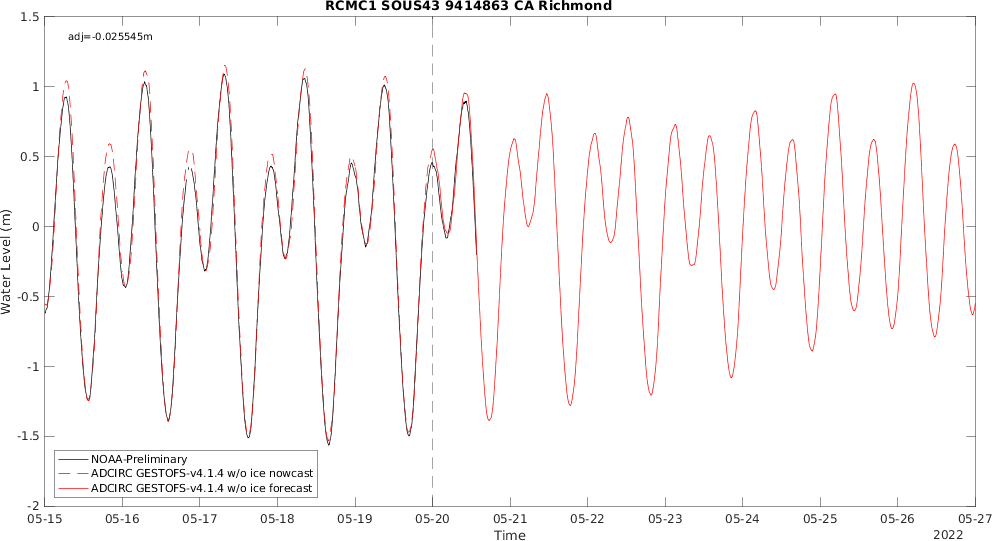 RCMC1 SOUS43 9414863 CA Richmond
adj=-0.025545m
1.5
1
0.5
0
-0.5
-1
-1.5
-2
Water Level (m)
NOAA-Preliminary
ADCIRC GESTOFS-v4.1.4 w/o ice nowcast
ADCIRC GESTOFS-v4.1.4 w/o ice forecast
05-15 05-16 05-17 05-18 05-19 05-20 05-21 05-22 05-23 05-24 05-25 05-26 05-27
Time
2022